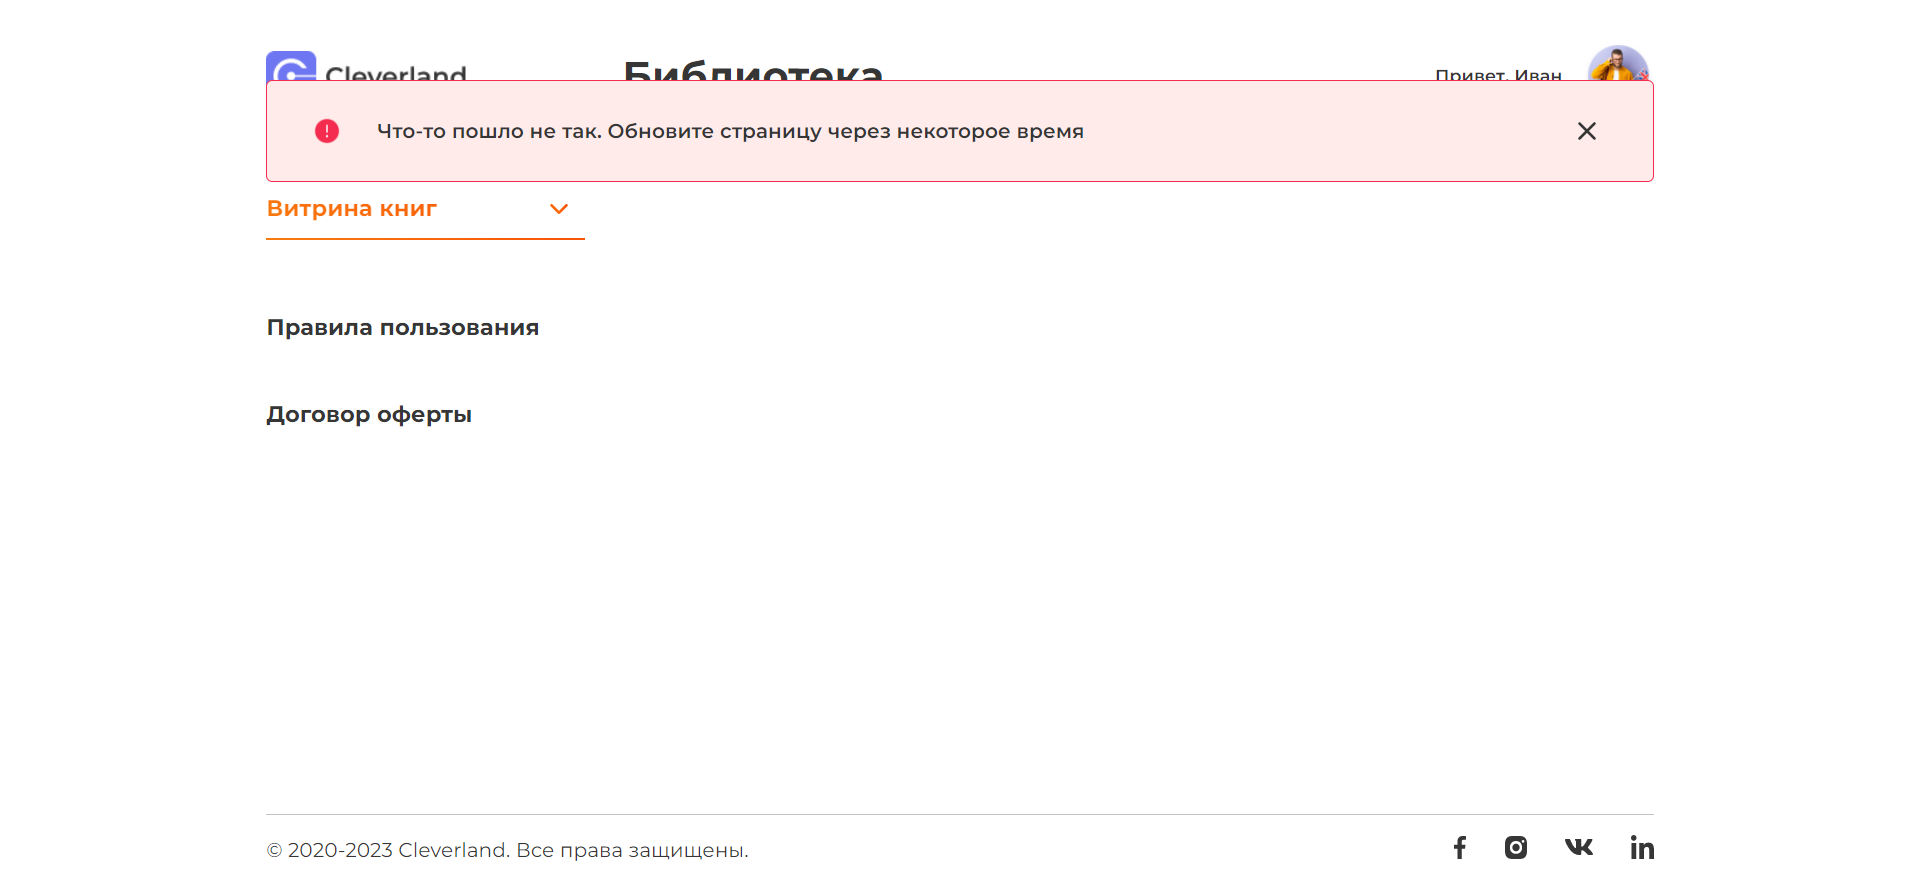 Cleverland
Библиотека
Привет, Иван
Что-то пошло не так. Обновите страницу через некоторое время
Витрина книг
Правила пользования
Договор оферты
© 2020-2023 Cleverland. Все права защищены.